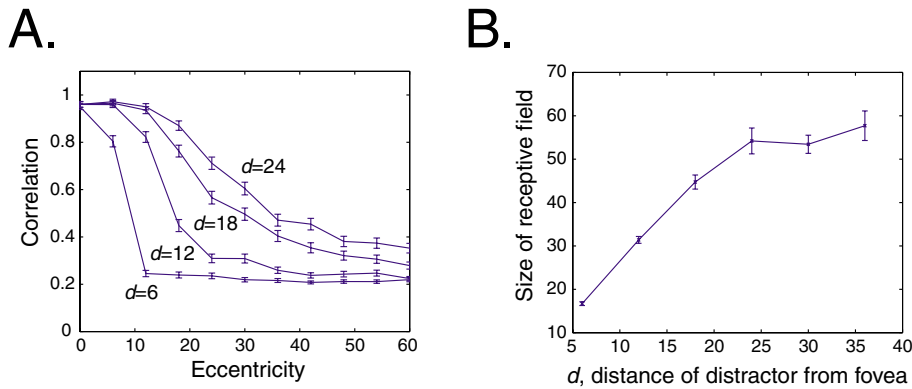 A.
1
0.8
0.6
0.4
0.2
0
Correlation
d=24
d=18
d=12
d=6
0 10 20 30 40 50 60
Eccentricity
B.
70
60
50
40
30
20
10
Size of receptive field
5 10 15 20 25 30 35 40
d, distance of distractor from fovea